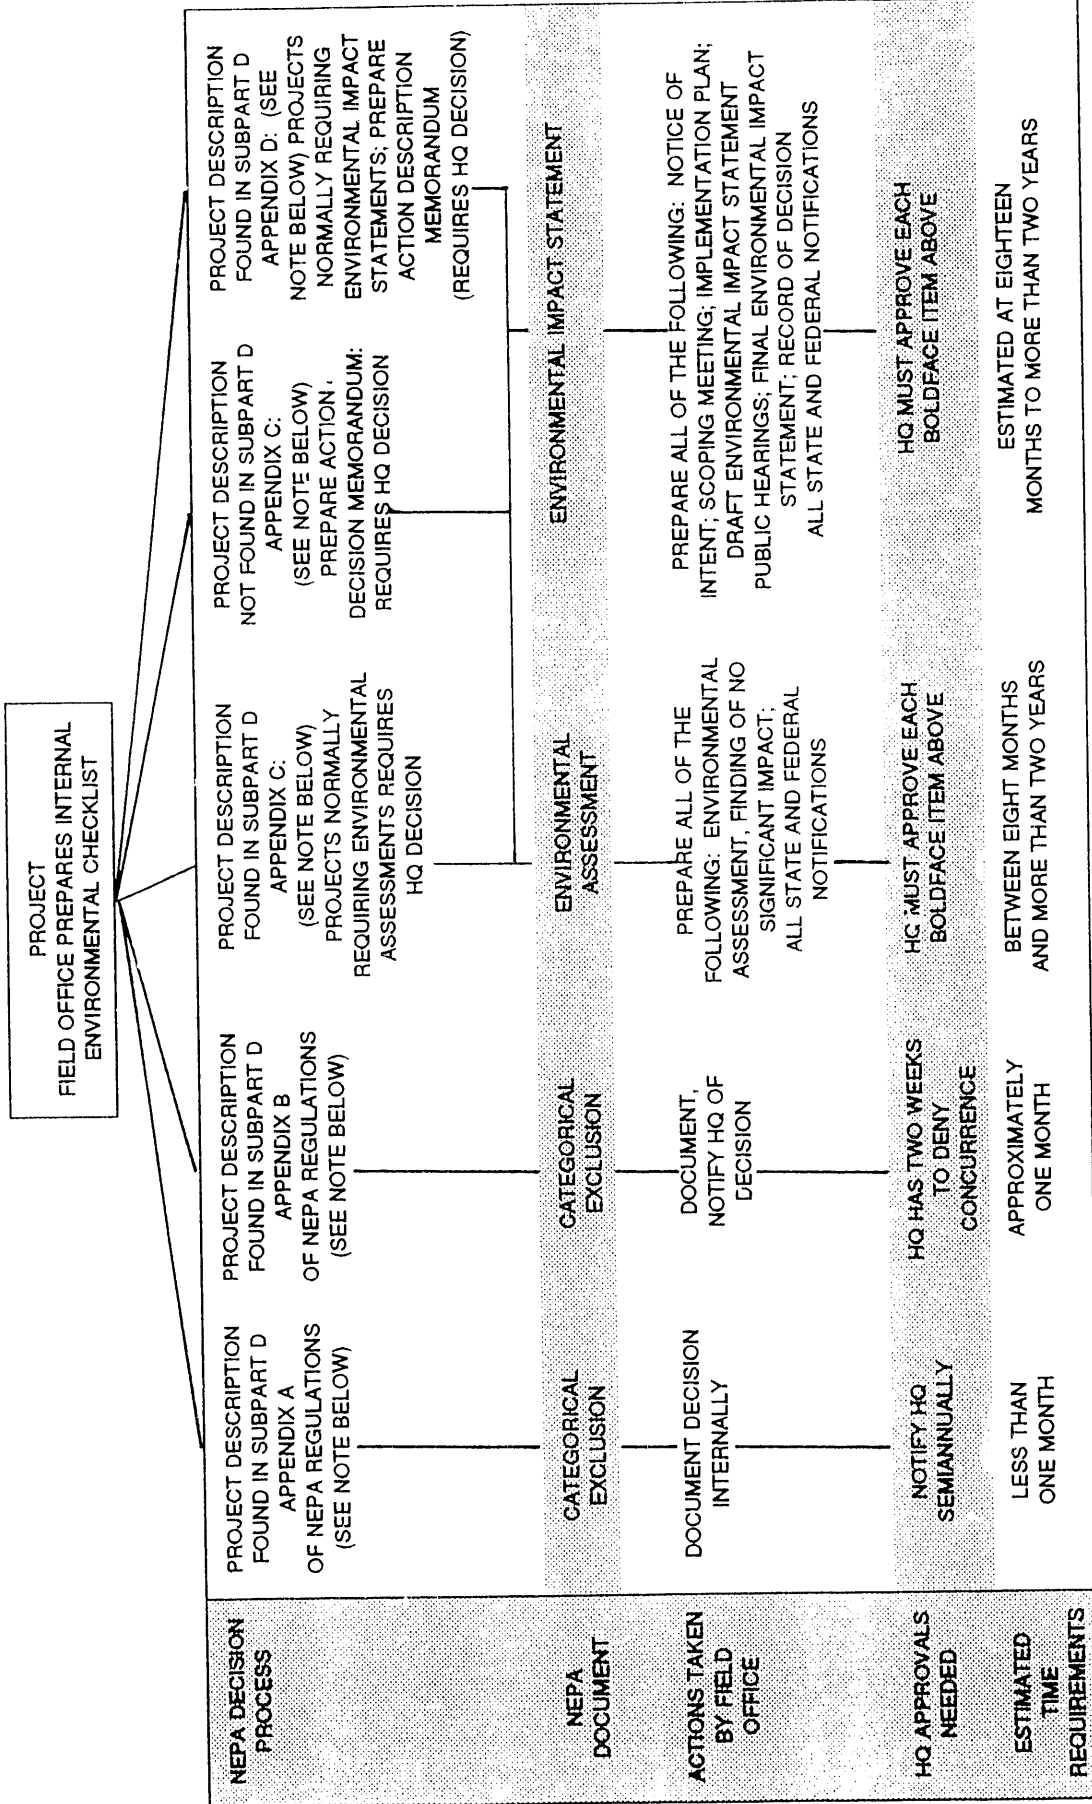 PROJECT
FIELD OFFICE PREPARES INTERNAL
ENVIRONMENTAL CHECKLIST
NEPA DECISION
PROCESS
PROJECT DESCRIPTION
FOUND IN SUBPART D
APPENDIX A
OF NEPA REGULATIONS
(SEE NOTE BELOW)
PROJECT DESCRIPTION
FOUND IN SUBPART D
APPENDIX B
OF NEPA REGULATIONS
(SEE NOTE BELOW)
PROJECT DESCRIPTION
FOUND IN SUBPART D
APPENDIX C:
(SEE NOTE BELOW)
PROJECTS NORMALLY
REQUIRING ENVIRONMENTAL
ASSESSMENTS REQUIRES
HQ DECISION
PROJECT DESCRIPTION
NOT FOUND IN SUBPART D
APPENDIX C:
(SEE NOTE BELOW)
PREPARE ACTION.
DECISION MEMORANDUM:
REQUIRES HQ DECISION
PROJECT DESCRIPTION
FOUND IN SUBPART D
APPENDIX D: (SEE
NOTE BELOW) PROJECTS
NORMALLY REQUIRING
ENVIRONMENTAL IMPACT
STATEMENTS; PREPARE
ACTION DESCRIPTION
MEMORANDUM
(REQUIRES HQ DECISION)
NEPA
DOCUMENT
CATEGORICAL
EXCLUSION
CATEGORICAL
EXCLUSION
ENVIRONMENTAL
ASSESSMENT
ENVIRONMENTAL IMPACT STATEMENT
ACTIONS TAKEN
BY FIELD
OFFICE
DOCUMENT DECISION
INTERNALLY
DOCUMENT,
NOTIFY HQ OF
DECISION
PREPARE ALL OF THE
FOLLOWING: ENVIRONMENTAL
ASSESSMENT, FINDING OF NO
SIGNIFICANT IMPACT;
ALL STATE AND FEDERAL
NOTIFICATIONS
PREPARE ALL OF THE FOLLOWING: NOTICE OF
INTENT; SCOPING MEETING; IMPLEMENTATION PLAN;
DRAFT ENVIRONMENTAL IMPACT STATEMENT
PUBLIC HEARINGS; FINAL ENVIRONMENTAL IMPACT
STATEMENT; RECORD OF DECISION
ALL STATE AND FEDERAL NOTIFICATIONS
HQ APPROVALS
NEEDED
NOTIFY HQ
SEMIANNUALLY
HQ HAS TWO WEEKS
TO DENY
CONCURRENCE
HQ MUST APPROVE EACH
BOLDFACE ITEM ABOVE
HQ MUST APPROVE EACH
BOLDFACE ITEM ABOVE
ESTIMATED
TIME
REQUIREMENTS
LESS THAN
ONE MONTH
APPROXIMATELY
ONE MONTH
BETWEEN EIGHT MONTHS
AND MORE THAN TWO YEARS
ESTIMATED AT EIGHTEEN
MONTHS TO MORE THAN TWO YEARS